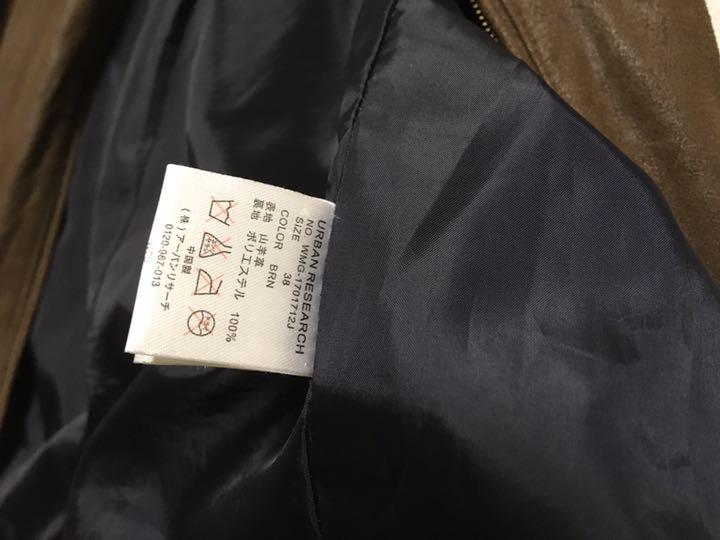 URBAN RESEARCH
NO. WMG-1701712J
SIZE 38
COLOR BRN
表地 山羊革
裏地 ポリエステル 100%
中国製
(株)アーバンリサーチ
0120-967-013